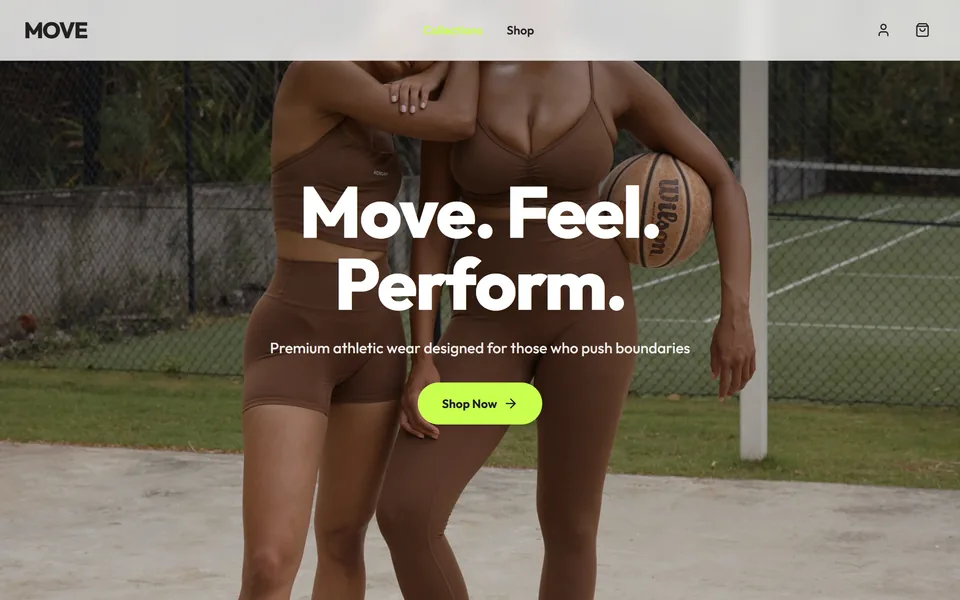 MOVE
Collections
Shop
Move. Feel.
Perform.
Premium athletic wear designed for those who push boundaries
Shop Now
Wilson